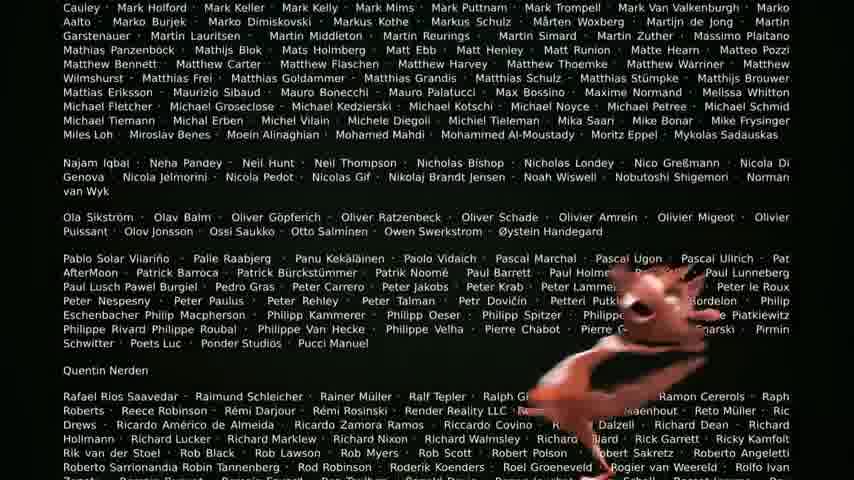 Cauley · Mark Holford · Mark Keller · Mark Kelly · Mark Mims · Mark Puttnam · Mark Trompell · Mark Van Valkenburgh · Marko
Aalto · Marko Burjek · Marko Dimiskovski · Markus Kothe · Markus Schulz · Mårten Woxberg · Martijn de Jong · Martin
Garstenauer · Martin Lauritsen · Martin Middleton · Martin Reurings · Martin Simard · Martin Zuther · Massimo Plaitano
Mathias Panzenböck · Mathijs Blok · Mats Holmberg · Matt Ebb · Matt Henley · Matt Runion · Matte Hearn · Matteo Pozzi
Matthew Bennett · Matthew Carter · Matthew Flaschen · Matthew Harvey · Matthew Thoemke · Matthew Warriner · Matthew
Wilmshurst · Matthias Frei · Matthias Goldammer · Matthias Grandis · Matthias Schulz · Matthias Stümpke · Matthijs Brouwer
Mattias Eriksson · Maurizio Sibaud · Mauro Bonecchi · Mauro Palatucci · Max Bossino · Maxime Normand · Melissa Whitton
Michael Fletcher · Michael Groseclose · Michael Kedzierski · Michael Kotschi · Michael Noyce · Michael Petree · Michael Schmid
Michael Tiemann · Michal Erben · Michel Vilain · Michele Diegoli · Michiel Tieleman · Mika Saari · Mike Bonar · Mike Frysinger
Miles Loh · Miroslav Benes · Moein Alinaghian · Mohamed Mahdi · Mohammed Al-Moustady · Moritz Eppel · Mykolas Sadauskas
Najam Iqbal · Neha Pandey · Neil Hunt · Neil Thompson · Nicholas Bishop · Nicholas Londey · Nico Greßmann · Nicola Di
Genova · Nicola Jelmorini · Nicola Pedot · Nicolas Gif · Nikolaj Brandt Jensen · Noah Wiswell · Nobutoshi Shigemori · Norman
van Wyk
Ola Sikström · Olav Balm · Oliver Göpferich · Oliver Ratzenbeck · Oliver Schade · Olivier Amrein · Olivier Migeot · Olivier
Puissant · Olov Jonsson · Ossi Saukko · Otto Salminen · Owen Swerkstrom · Øystein Handegard
Pablo Solar Vilariño · Palle Raabjerg · Panu Kekäläinen · Paolo Vidaich · Pascal Marchal · Pascal Ugon · Pascal Ullrich · Pat
AfterMoon · Patrick Barroca · Patrick Bürckstümmer · Patrik Noomé · Paul Barrett · Paul Holme Paul Lunneberg
Paul Lusch Pawel Burgiel · Pedro Gras · Peter Carrero · Peter Jakobs · Peter Krab · Peter Lamme Peter le Roux
Peter Nespesny · Peter Paulus · Peter Rehley · Peter Talman · Petr Dovičín · Petteri Bordelon · Philip
Eschenbacher Philip Macpherson · Philipp Kammerer · Philipp Oeser · Philipp Spitzer · Philippe Piatkiewitz
Philippe Rivard Philippe Roubal · Philippe Van Hecke · Philippe Velha · Pierre Chabot · Pierre Pirmin
Schwitter · Poets Luc · Ponder Studios · Pucci Manuel
Quentin Nerden
Rafael Rios Saavedar · Raimund Schleicher · Rainer Müller · Ralf Tepler · Ralph Ramon Cererols · Raph
Roberts · Reece Robinson · Rémi Darjour · Rémi Rosinski · Render Reality LLC · Reto Müller · Ric
Drews · Ricardo Américo de Almeida · Ricardo Zamora Ramos · Riccardo Covino · Dalzell · Richard Dean · Richard
Hollmann · Richard Lucker · Richard Marklew · Richard Nixon · Richard Walmsley · Richard · Rick Garrett · Ricky Kamfolt
Rik van der Stoel · Rob Black · Rob Lawson · Rob Myers · Rob Scott · Robert Polson · Robert Sakretz · Roberto Angeletti
Roberto Sarrionandia Robin Tannenberg · Rod Robinson · Roderik Koenders · Roel Groeneveld · Rogier van Weereld · Rolfo Ivan